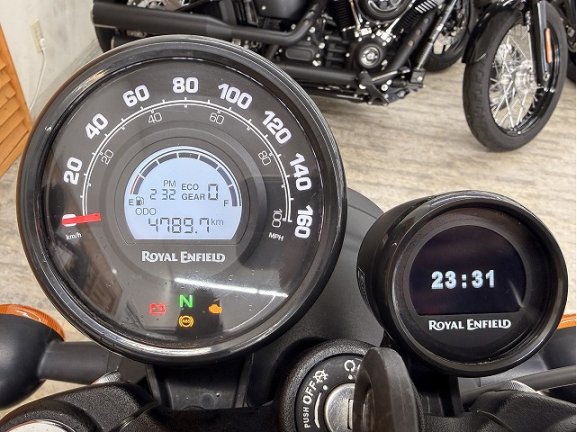 20 40 60 80 100 120 140 160
20 40 60 80
km/h
MPH
PM
2 32
ECO
GEAR 0
E F
ODO
4789.7 km
ROYAL ENFIELD
N
ABS
23:31
ROYAL ENFIELD
PUSH OFF